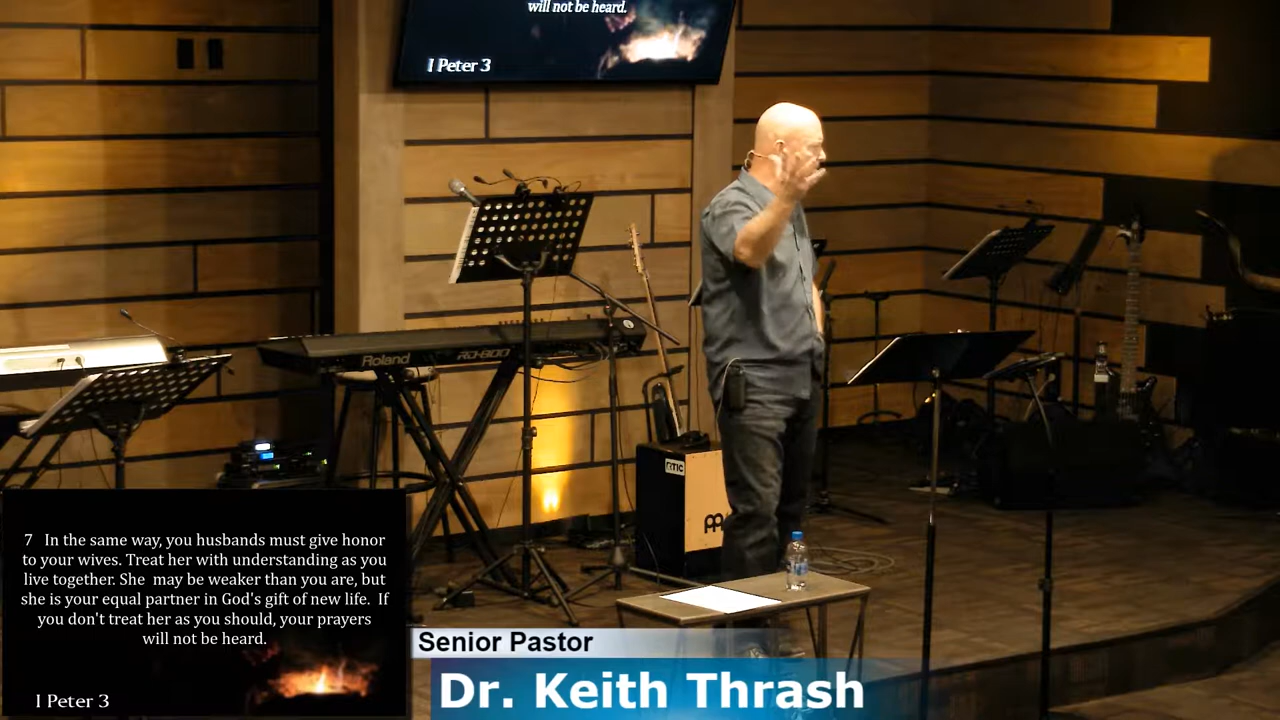 will not be heard.
I Peter 3
Roland
RD-800
RTIC
7 In the same way, you husbands must give honor
to your wives. Treat her with understanding as you
live together. She may be weaker than you are, but
she is your equal partner in God's gift of new life. If
you don't treat her as you should, your prayers
will not be heard.
I Peter 3
Senior Pastor
Dr. Keith Thrash